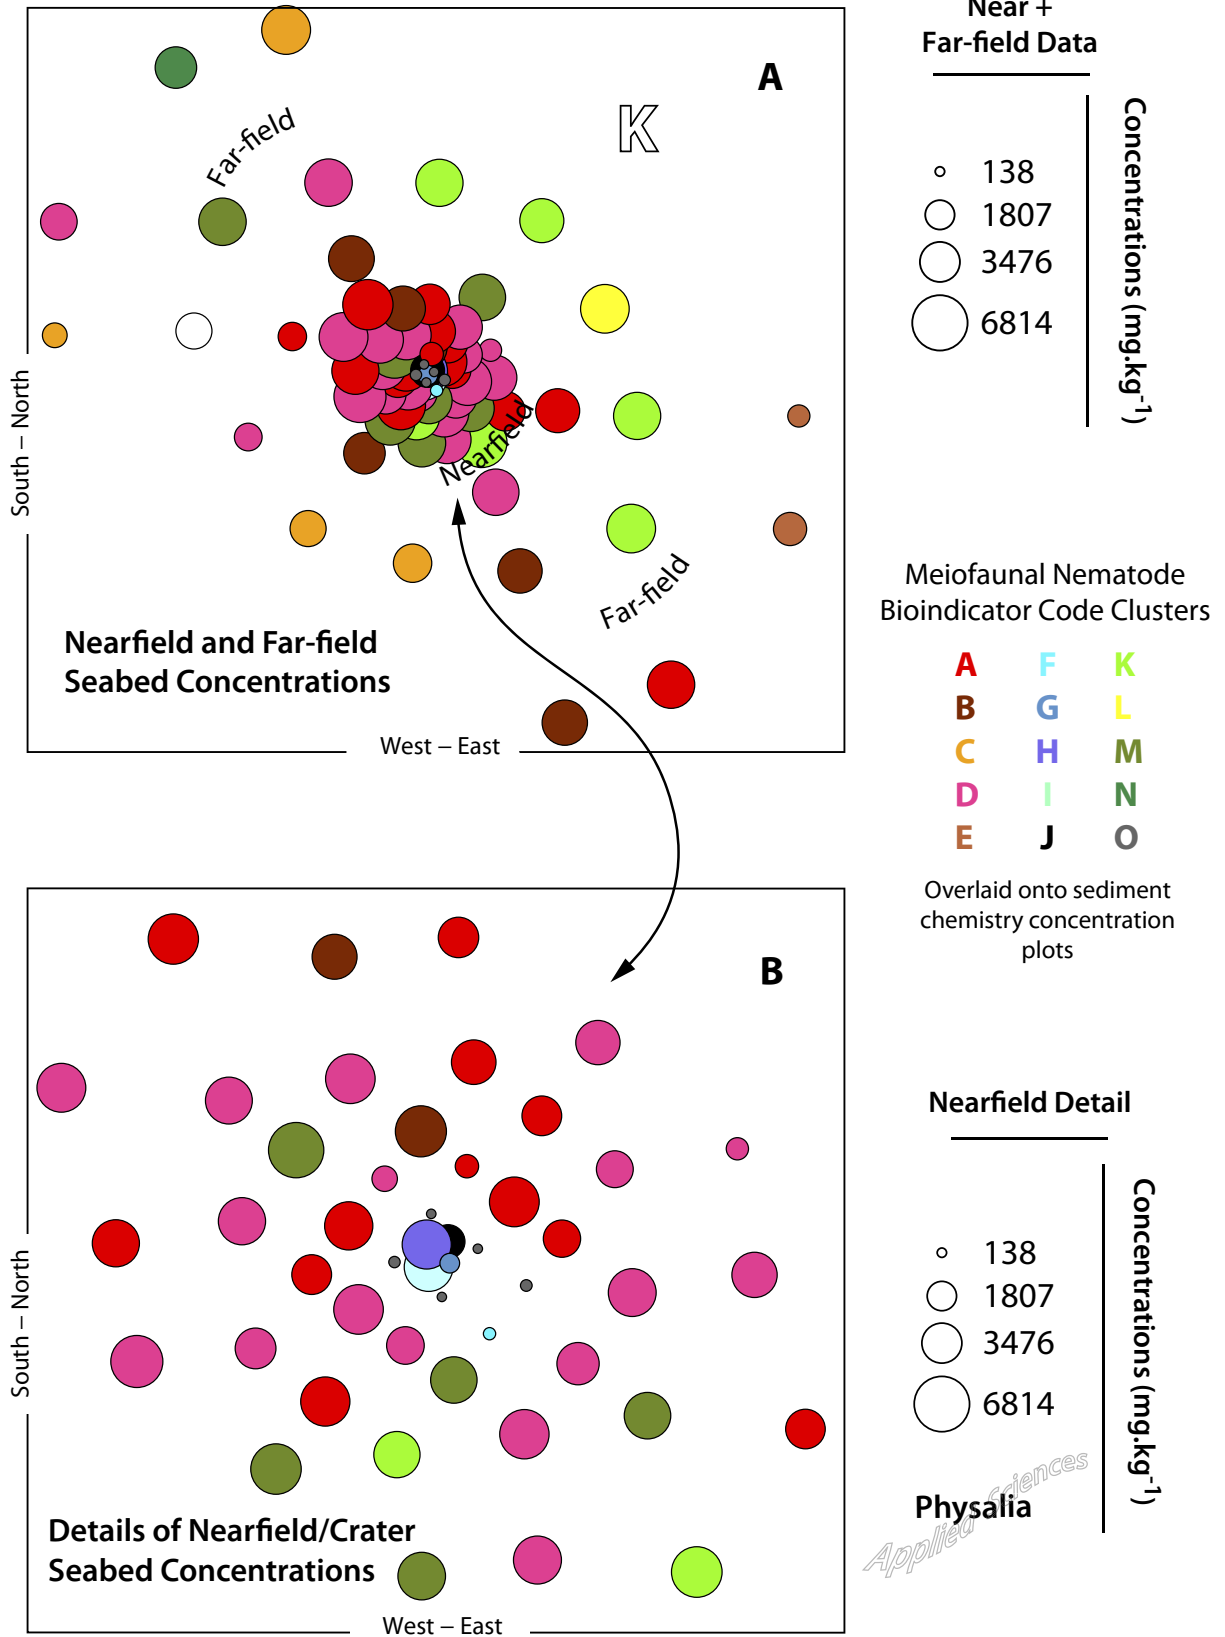 Near +
Far-field Data
A
K
Far-field
Concentrations (mg.kg-1)
138
1807
3476
6814
South – North
Nearfield
Far-field
Nearfield and Far-field
Seabed Concentrations
West – East
Meiofaunal Nematode
Bioindicator Code Clusters
A F K
B G L
C H M
D I N
E J O
Overlaid onto sediment
chemistry concentration
plots
B
Nearfield Detail
Concentrations (mg.kg-1)
138
1807
3476
6814
South – North
Details of Nearfield/Crater
Seabed Concentrations
West – East
Physalia
Applied Sciences